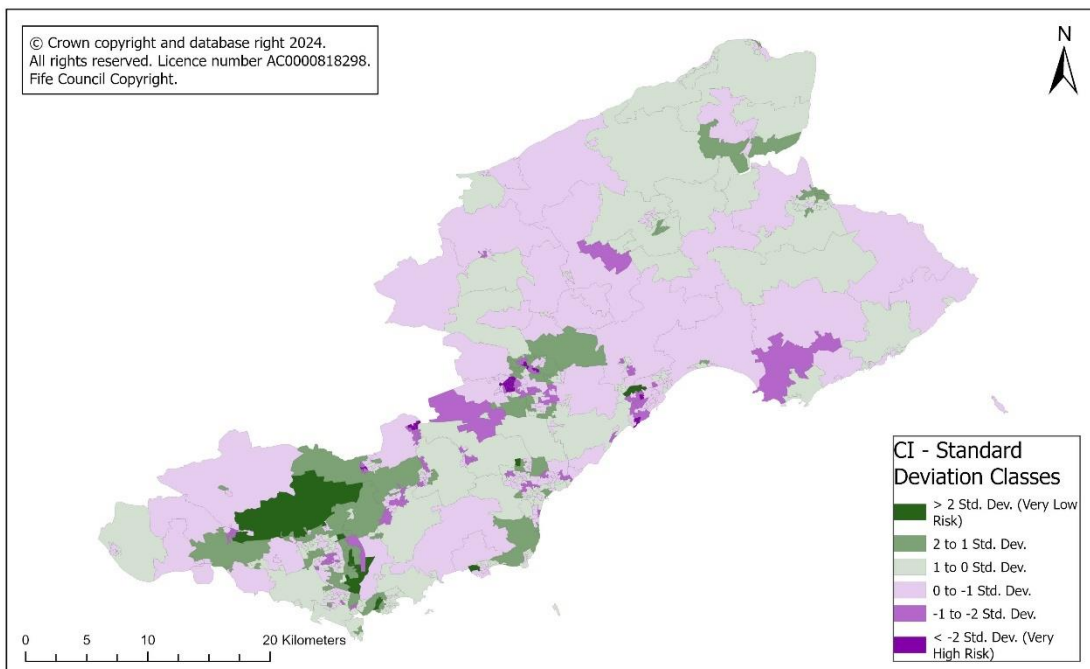 © Crown copyright and database right 2024.
All rights reserved. Licence number AC0000818298.
Fife Council Copyright.
N
CI - Standard
Deviation Classes
> 2 Std. Dev. (Very Low
Risk)
2 to 1 Std. Dev.
1 to 0 Std. Dev.
0 to -1 Std. Dev.
-1 to -2 Std. Dev.
< -2 Std. Dev. (Very
High Risk)
0 5 10 20 Kilometers